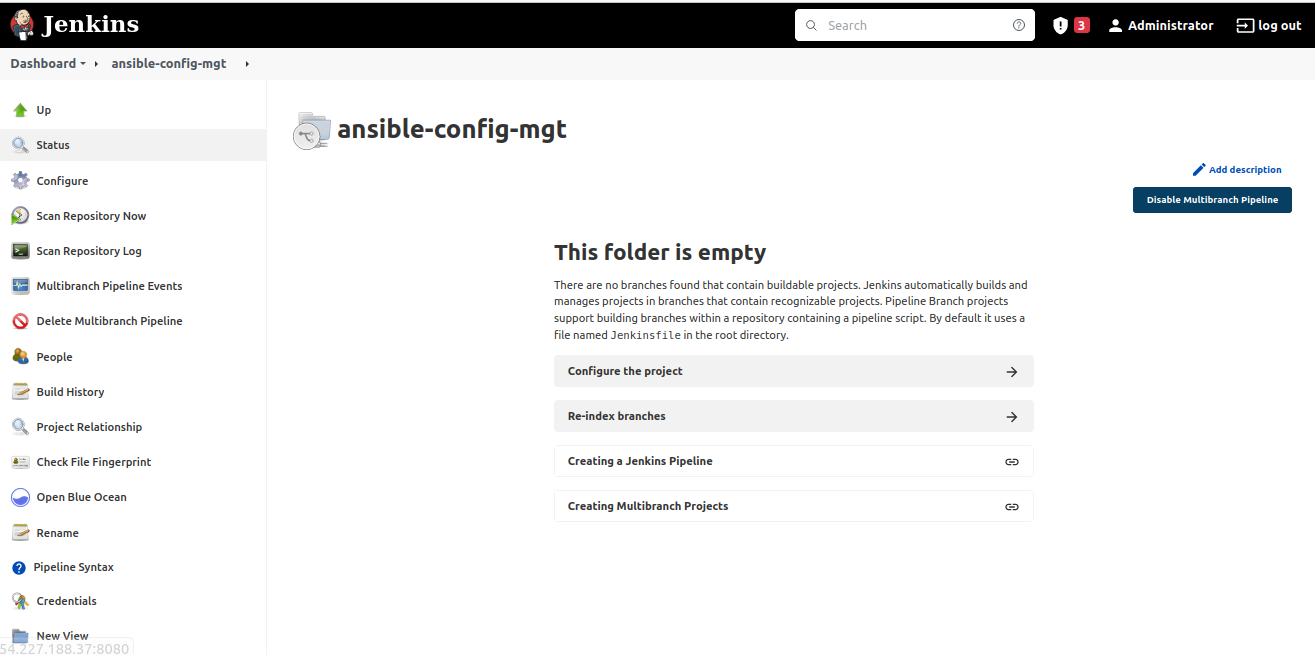 Jenkins
Search
3
Administrator
log out
Dashboard
ansible-config-mgt
Up
Status
Configure
Scan Repository Now
Scan Repository Log
Multibranch Pipeline Events
Delete Multibranch Pipeline
People
Build History
Project Relationship
Check File Fingerprint
Open Blue Ocean
Rename
Pipeline Syntax
Credentials
New View
54.227.188.37:8080
ansible-config-mgt
Add description
Disable Multibranch Pipeline
This folder is empty
There are no branches found that contain buildable projects. Jenkins automatically builds and
manages projects in branches that contain recognizable projects. Pipeline Branch projects
support building branches within a repository containing a pipeline script. By default it uses a
file named Jenkinsfile in the root directory.
Configure the project
Re-index branches
Creating a Jenkins Pipeline
Creating Multibranch Projects